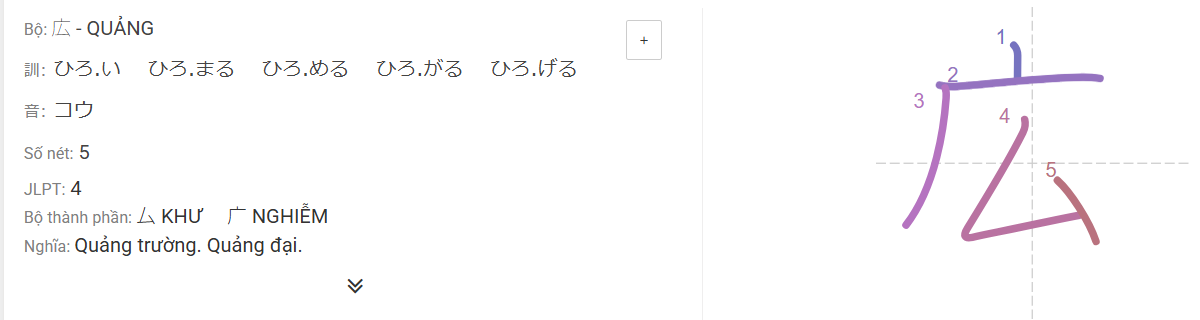 Bộ: 広 - QUẢNG
+
訓: ひろ.い ひろ.まる ひろ.める ひろ.がる ひろ.げる
音: コウ
Số nét: 5
JLPT: 4
Bộ thành phần: 厶 KHƯ 广 NGHIỄM
Nghĩa: Quảng trường. Quảng đại.
広
1
2
3
4
5